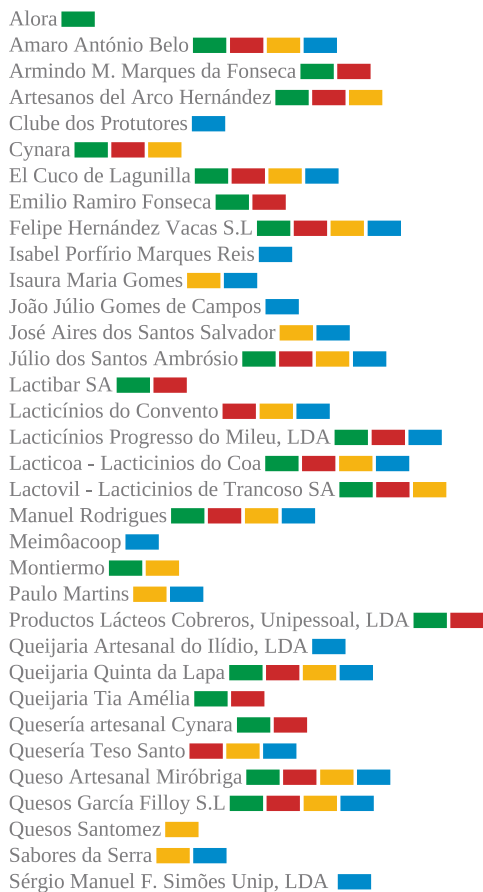 Alora
Amaro António Belo
Armindo M. Marques da Fonseca
Artesanos del Arco Hernández
Clube dos Protutores
Cynara
El Cuco de Lagunilla
Emilio Ramiro Fonseca
Felipe Hernández Vacas S.L
Isabel Porfírio Marques Reis
Isaura Maria Gomes
João Júlio Gomes de Campos
José Aires dos Santos Salvador
Júlio dos Santos Ambrósio
Lactibar SA
Lacticínios do Convento
Lacticínios Progresso do Mileu, LDA
Lacticoa - Lacticinios do Coa
Lactovil - Lacticinios de Trancoso SA
Manuel Rodrigues
Meimôacoop
Montiermo
Paulo Martins
Productos Lácteos Cobreros, Unipessoal, LDA
Queijaria Artesanal do Ilídio, LDA
Queijaria Quinta da Lapa
Queijaria Tia Amélia
Quesería artesanal Cynara
Quesería Teso Santo
Queso Artesanal Miróbriga
Quesos García Filloy S.L
Quesos Santomez
Sabores da Serra
Sérgio Manuel F. Simões Unip, LDA